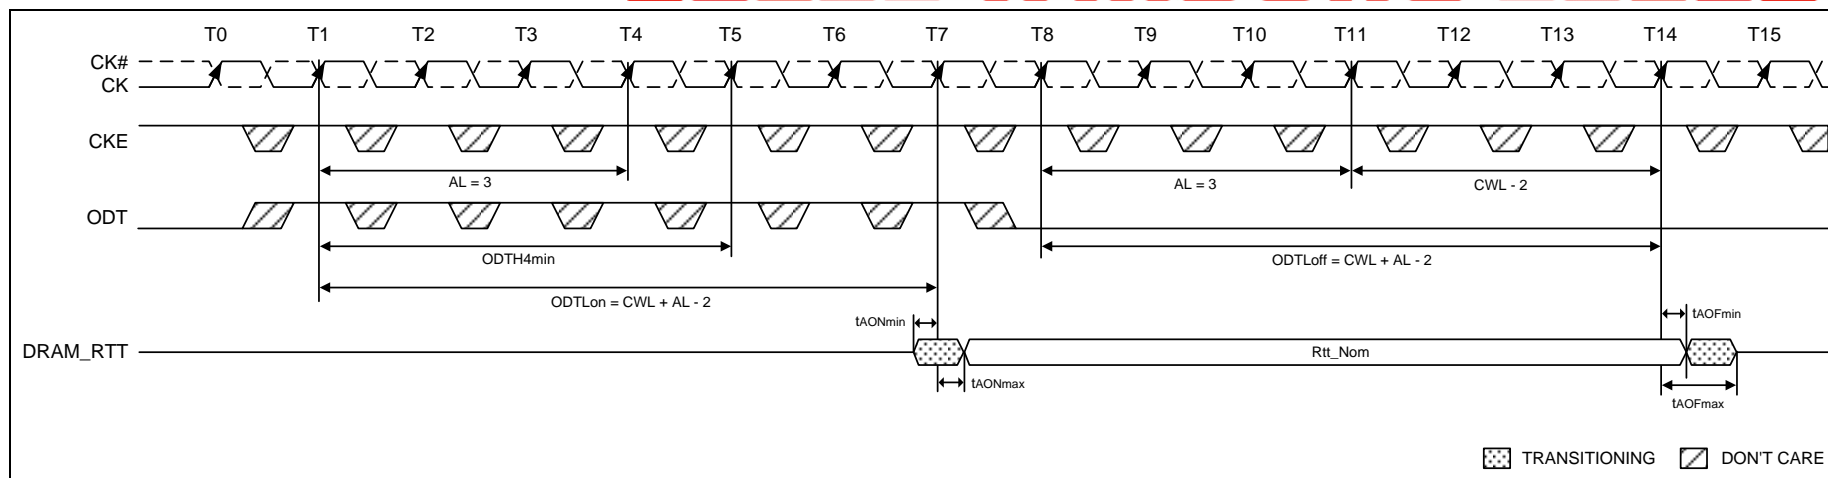 T0 T1 T2 T3 T4 T5 T6 T7 T8 T9 T10 T11 T12 T13 T14 T15
CK#
CK
CKE
AL = 3 AL = 3 CWL - 2
ODT
ODTH4min ODTLoff = CWL + AL - 2
ODTLon = CWL + AL - 2
tAONmin tAOFmin
DRAM_RTT Rtt_Nom
tAONmax
tAOFmax
TRANSITIONING DON'T CARE